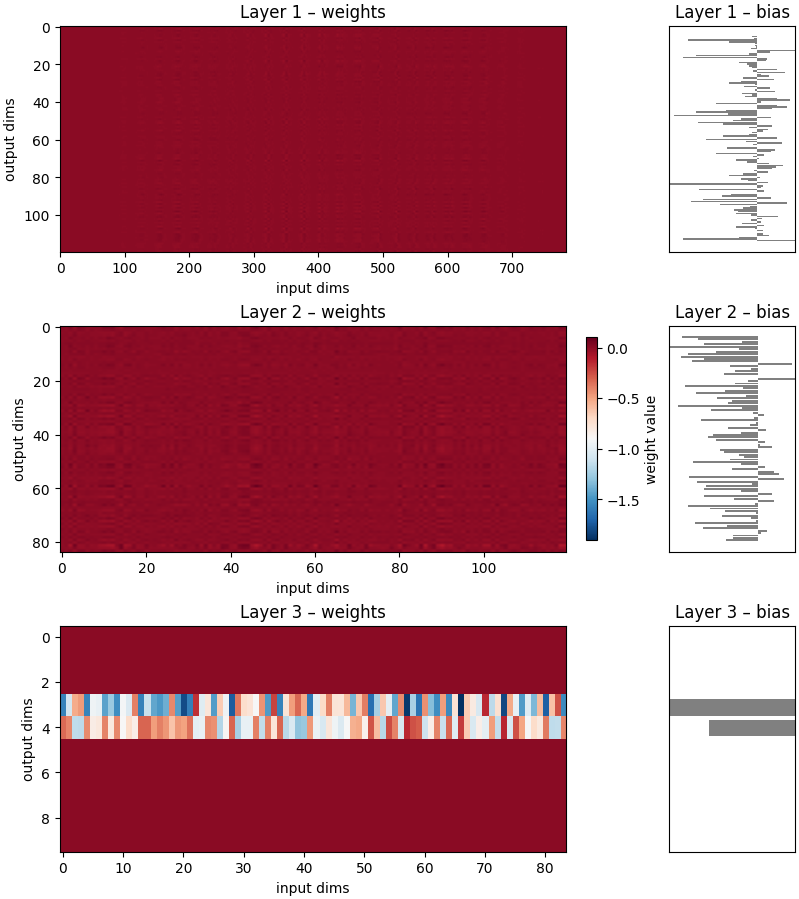 Layer 1 – weights
Layer 1 – bias
0
20
40
60
80
100
output dims
0 100 200 300 400 500 600 700
input dims
Layer 2 – weights
Layer 2 – bias
0
20
40
60
80
output dims
0 20 40 60 80 100
input dims
0.0
−0.5
−1.0
−1.5
weight value
Layer 3 – weights
Layer 3 – bias
0
2
4
6
8
output dims
0 10 20 30 40 50 60 70 80
input dims